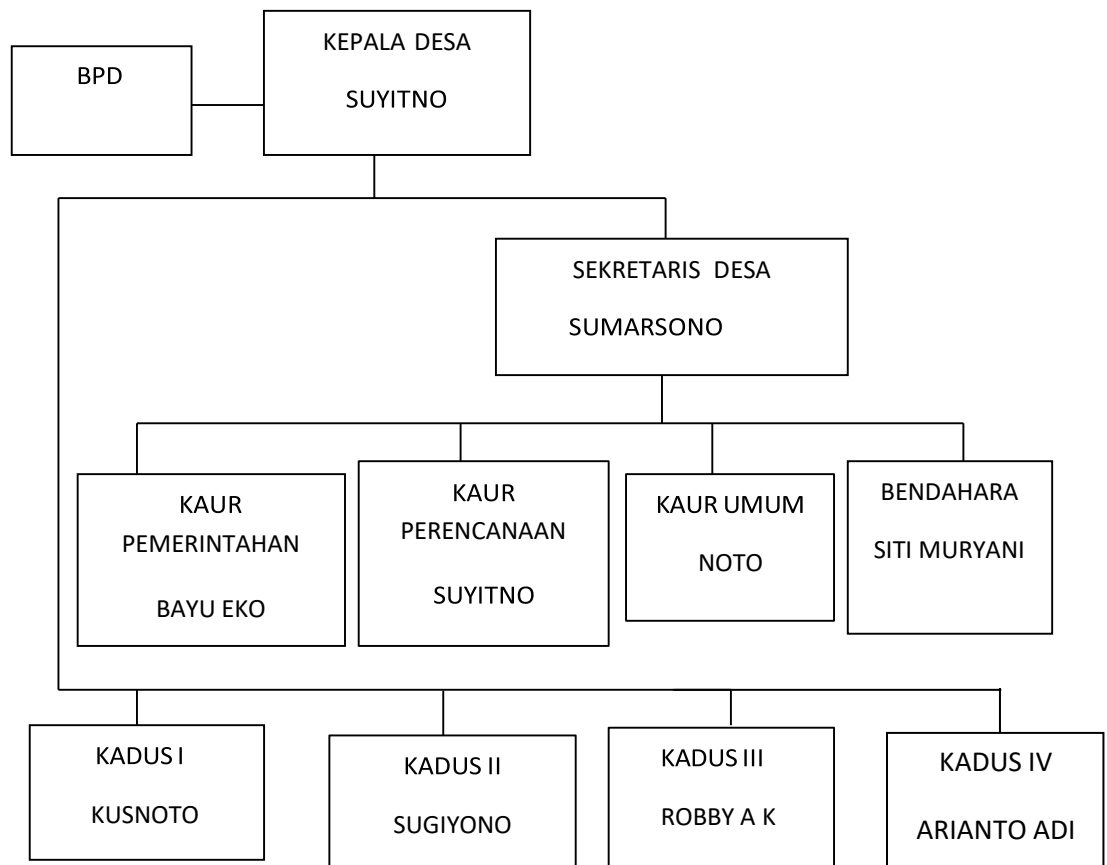 BPD
KEPALA DESA
SUYITNO
SEKRETARIS DESA
SUMARSONO
KAUR
PEMERINTAHAN
BAYU EKO
KAUR
PERENCANAAN
SUYITNO
KAUR UMUM
NOTO
BENDAHARA
SITI MURYANI
KADUS I
KUSNOTO
KADUS II
SUGIYONO
KADUS III
ROBBY A K
KADUS IV
ARIANTO ADI